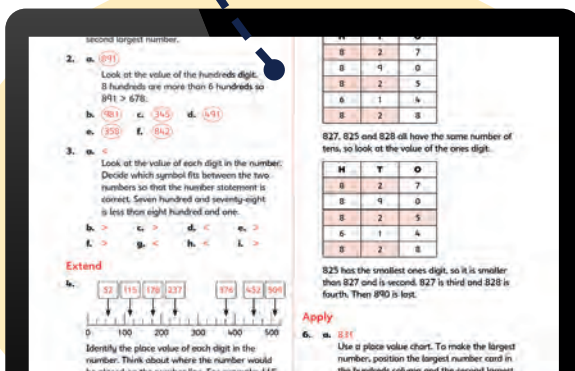 second largest number.
2. a. 891
Look at the value of the hundreds digit.
8 hundreds are more than 6 hundreds so
891 > 678.
b. 981 c. 345 d. 491
e. 358 f. 842
3. a. <
Look at the value of each digit in the number.
Decide which symbol fits between the two
numbers so that the number statement is
correct. Seven hundred and seventy-eight
is less than eight hundred and one.
b. > c. > d. < e. >
f. > g. < h. < i. >
Extend
4.
32 115 178 237 376 452 509
0 100 200 300 400 500
Identify the place value of each digit in the
number. Think about where the number would
H T O
8 2 7
8 9 0
8 2 5
6 1 4
8 2 8
827, 825 and 828 all have the same number of
tens, so look at the value of the ones digit.
H T O
8 2 7
8 9 0
8 2 5
6 1 4
8 2 8
825 has the smallest ones digit, so it is smaller
than 827 and is second. 827 is third and 828 is
fourth. Then 890 is last.
Apply
6. a.
Use a place value chart. To make the largest
number, position the largest number card in
the hundreds column and the second largest